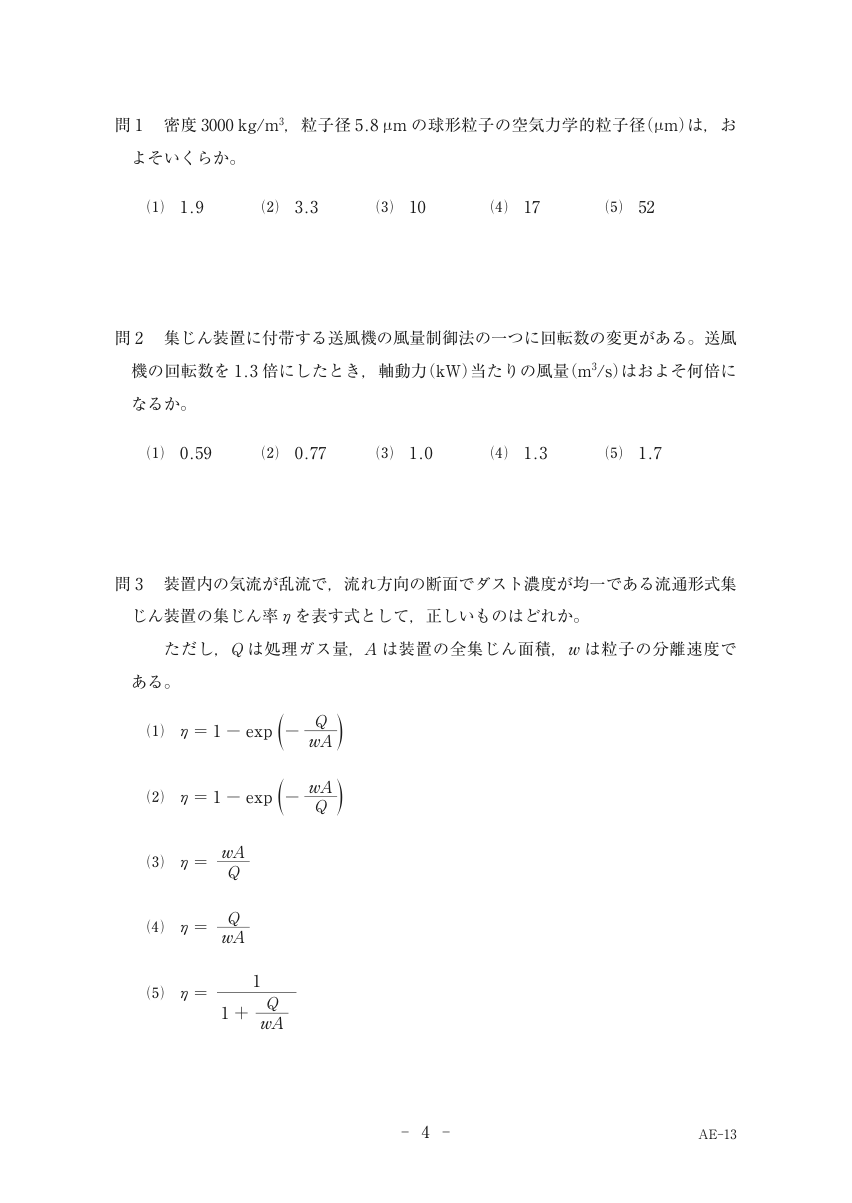 問1　密度 3000 kg/m³，粒子径 5.8 μm の球形粒子の空気力学的粒子径(μm)は，お
よそいくらか。
⑴　1.9　　⑵　3.3　　⑶　10　　⑷　17　　⑸　52
問2　集じん装置に付帯する送風機の風量制御法の一つに回転数の変更がある。送風
機の回転数を 1.3 倍にしたとき，軸動力(kW)当たりの風量(m³/s)はおよそ何倍に
なるか。
⑴　0.59　　⑵　0.77　　⑶　1.0　　⑷　1.3　　⑸　1.7
問3　装置内の気流が乱流で，流れ方向の断面でダスト濃度が均一である流通形式集
じん装置の集じん率 η を表す式として，正しいものはどれか。
ただし，Q は処理ガス量，A は装置の全集じん面積，w は粒子の分離速度で
ある。
⑴　η = 1 − exp(− Q/wA)
⑵　η = 1 − exp(− wA/Q)
⑶　η = wA/Q
⑷　η = Q/wA
⑸　η = 1/(1 + Q/wA)
- 4 -
AE-13